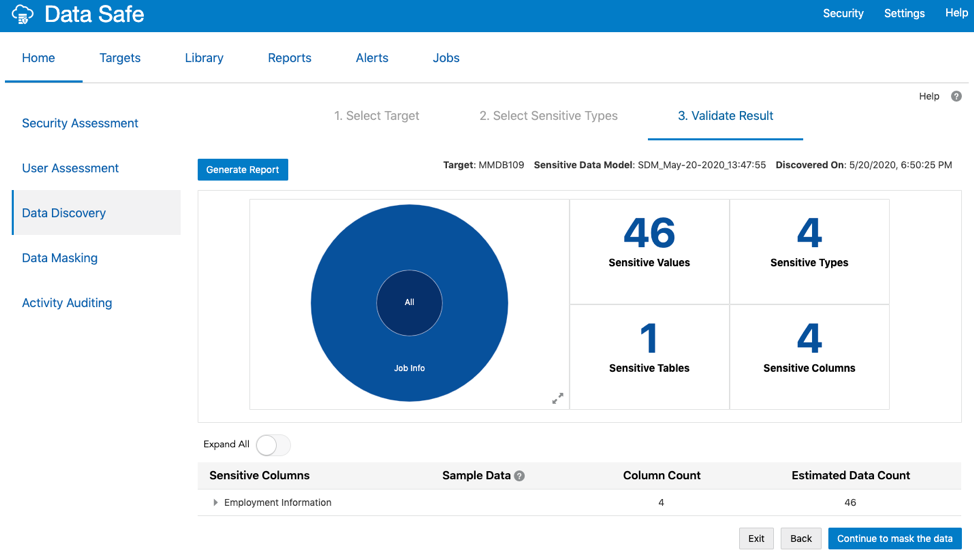 Data Safe
Security Settings Help
Home Targets Library Reports Alerts Jobs
Help ?
Security Assessment
User Assessment
Data Discovery
Data Masking
Activity Auditing
1. Select Target 2. Select Sensitive Types 3. Validate Result
Generate Report
Target: MMDB109 Sensitive Data Model: SDM_May-20-2020_13:47:55 Discovered On: 5/20/2020, 6:50:25 PM
All
Job Info
46
Sensitive Values
4
Sensitive Types
1
Sensitive Tables
4
Sensitive Columns
Expand All
Sensitive Columns Sample Data ? Column Count Estimated Data Count
Employment Information 4 46
Exit Back Continue to mask the data